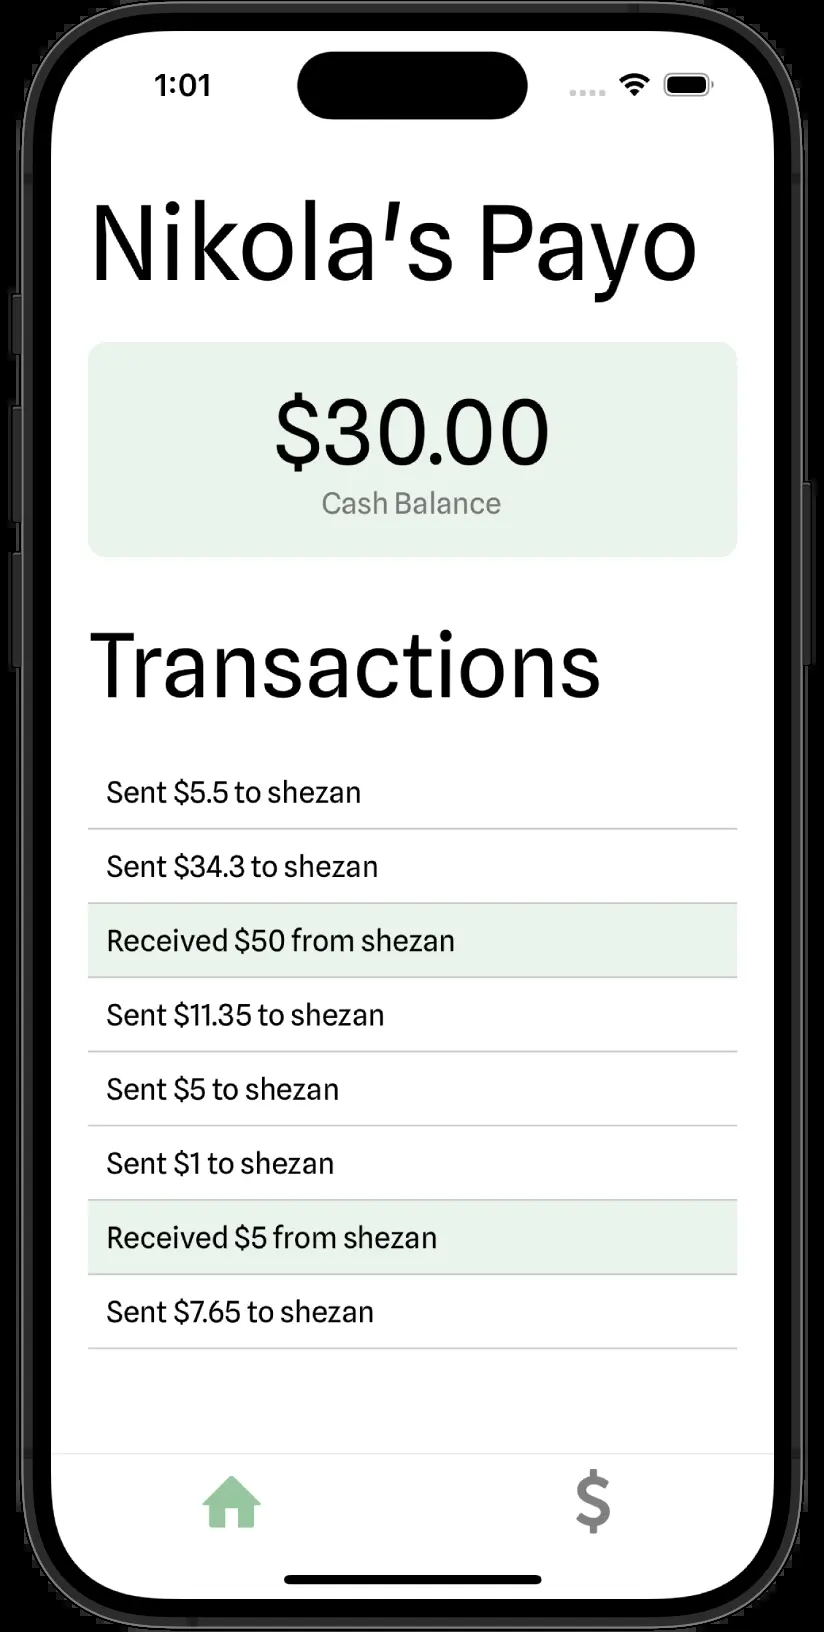 1:01
Nikola's Payo
$30.00
Cash Balance
Transactions
Sent $5.5 to shezan
Sent $34.3 to shezan
Received $50 from shezan
Sent $11.35 to shezan
Sent $5 to shezan
Sent $1 to shezan
Received $5 from shezan
Sent $7.65 to shezan
$